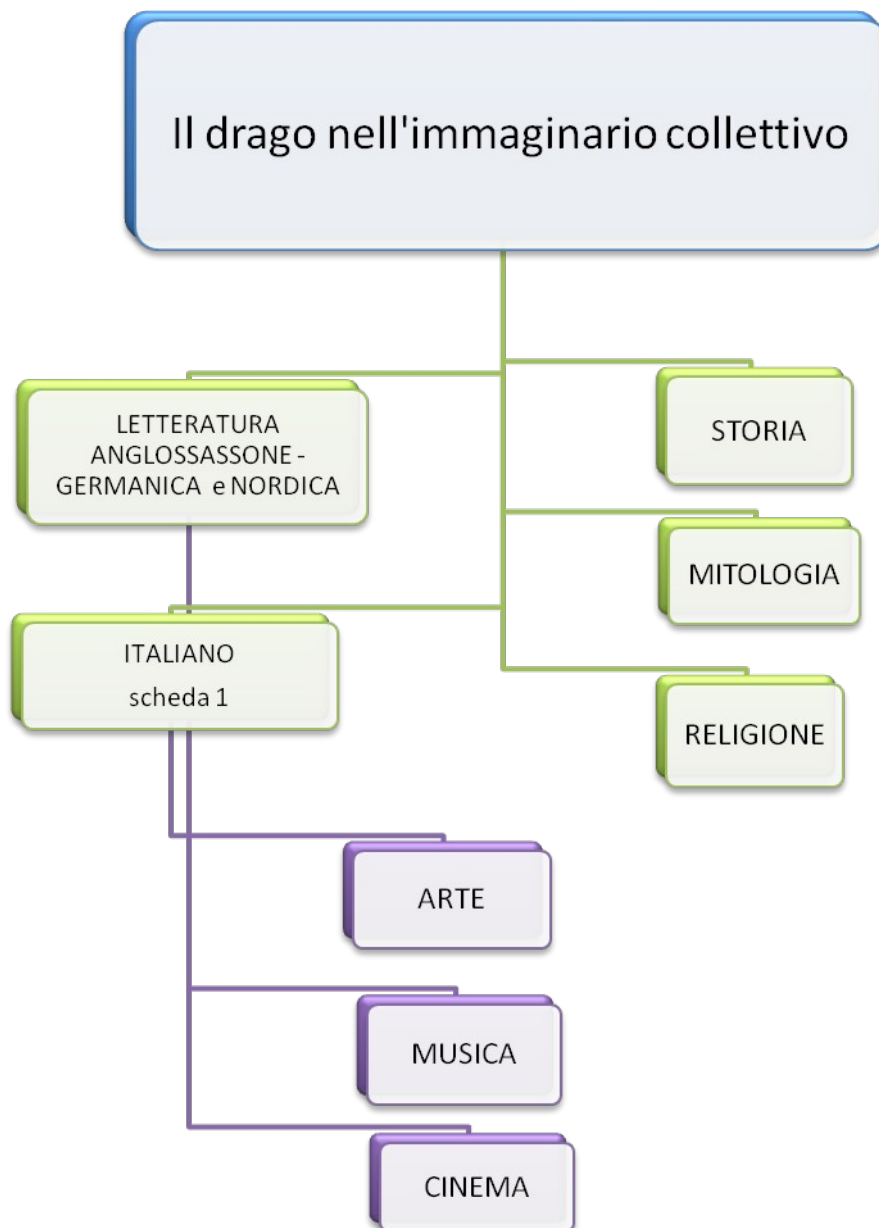 Il drago nell'immaginario collettivo
LETTERATURA
ANGLOSSASSONE -
GERMANICA e NORDICA
STORIA
MITOLOGIA
ITALIANO
scheda 1
RELIGIONE
ARTE
MUSICA
CINEMA